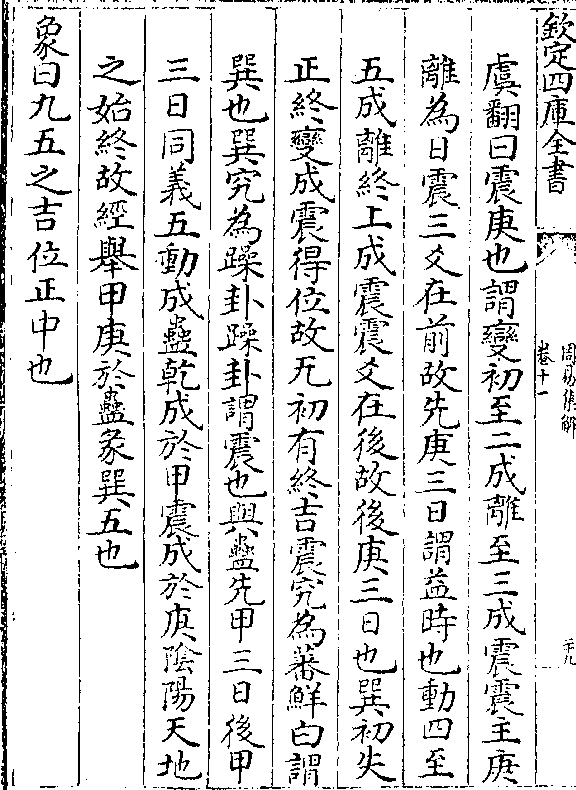 欽定四庫全書
周易集解
卷十一
二十九
虞翻曰震庚也謂變初至二成離至三成震震主庚
離為日震三爻在前故先庚三日謂益時也動四至
五成離終上成震震爻在後故後庚三日也巽初失
正終變成震得位故无初有終吉震究為蕃鮮白謂
巽也巽究為躁卦躁卦謂震也與蠱先甲三日後甲
三日同義五動成蠱乾成於甲震成於庚陰陽天地
之始終故經舉甲庚於蠱彖巽五也
象曰九五之吉位正中也